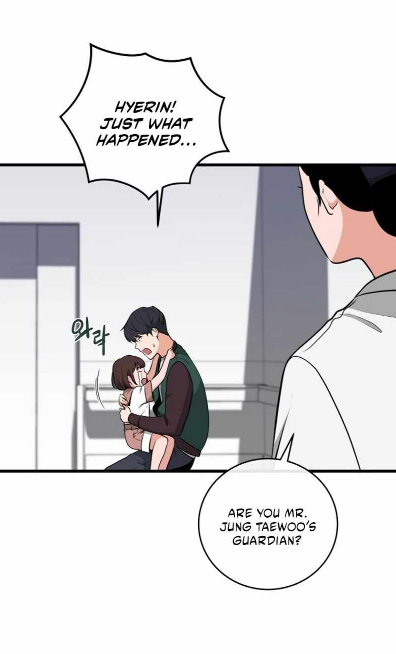 HYERIN!
JUST WHAT
HAPPENED...
와락
ARE YOU MR.
JUNG TAEWOO'S
GUARDIAN?